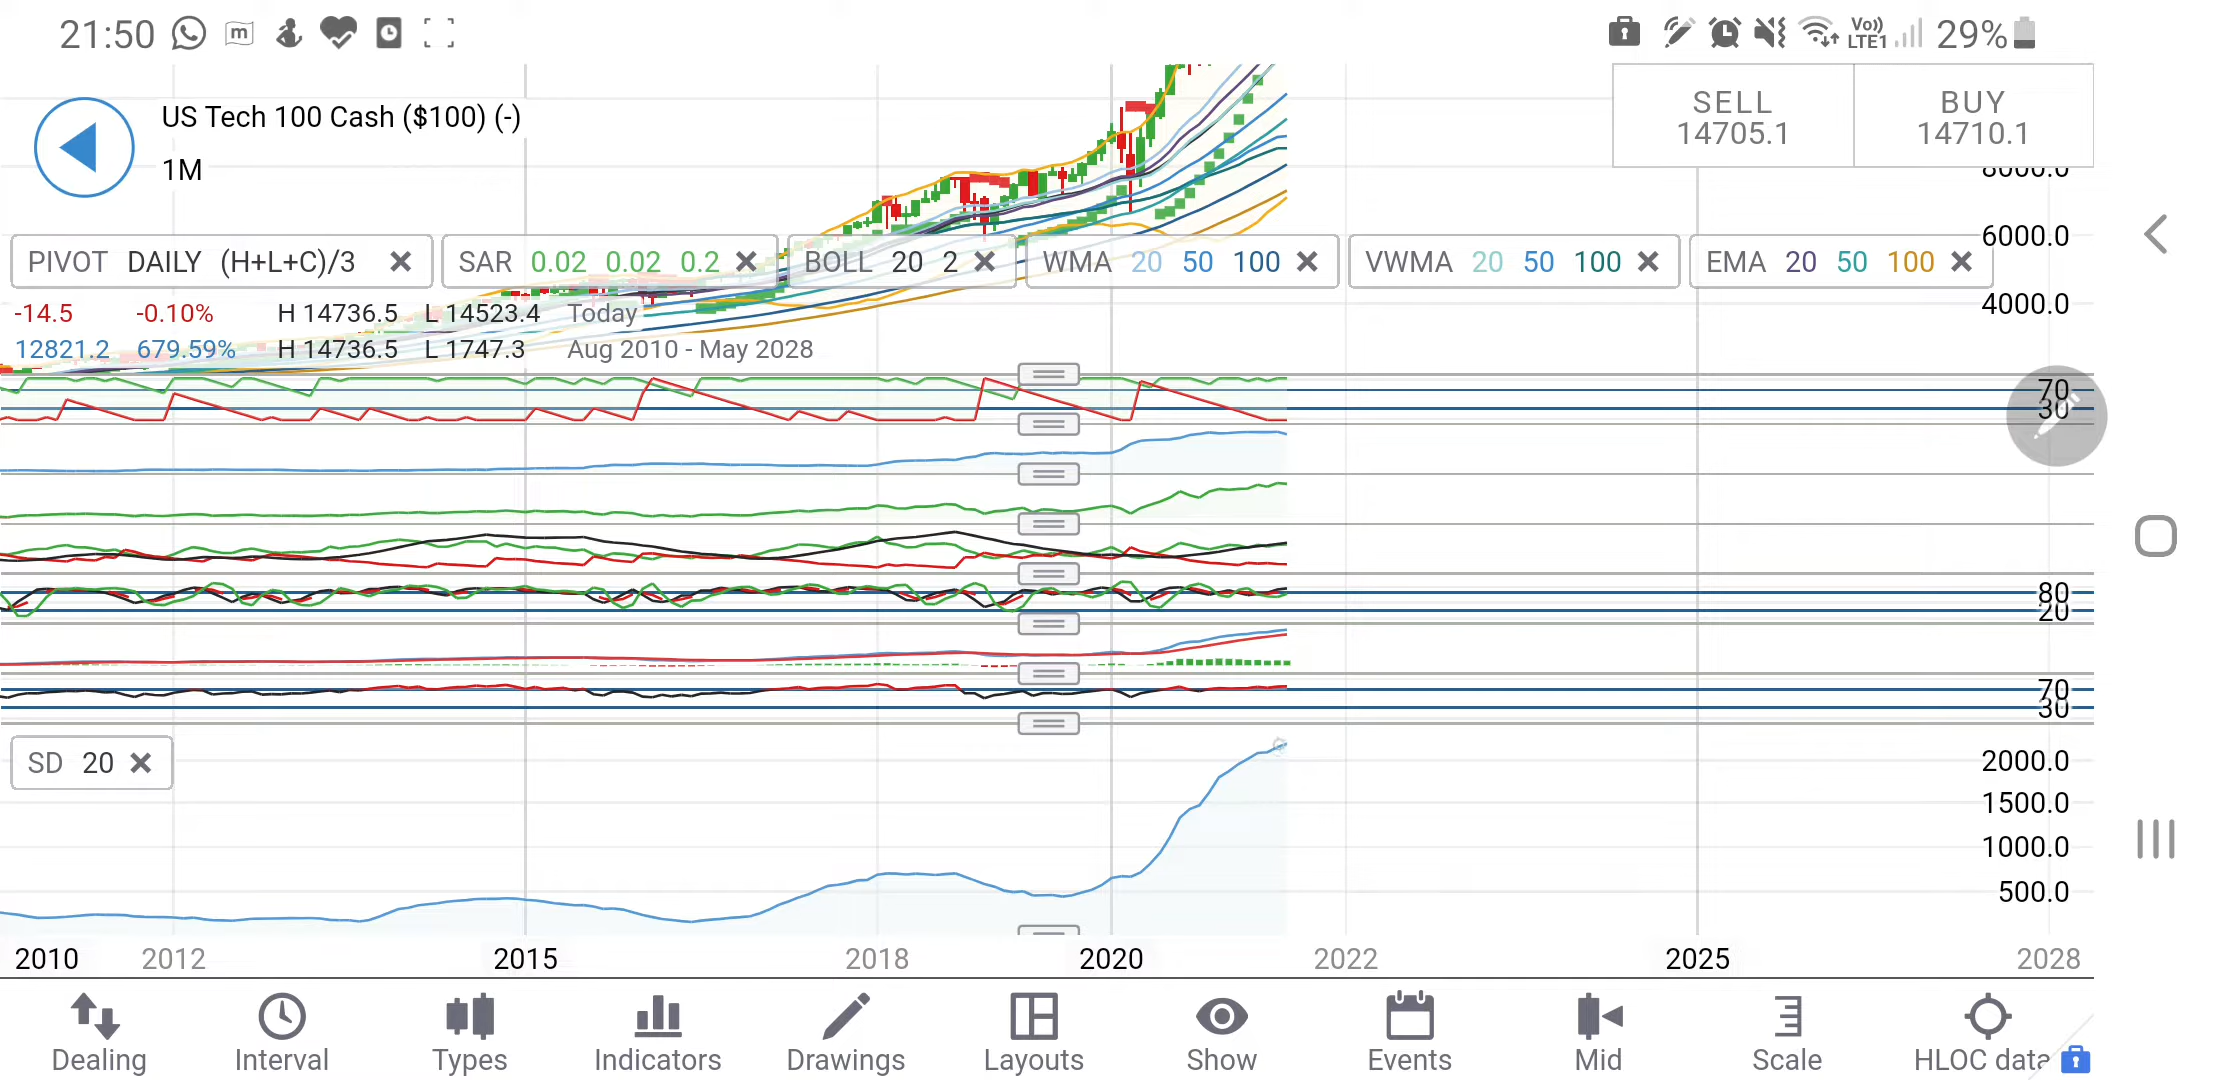 21:50 m Vo)) LTE1 29%
US Tech 100 Cash ($100) (-)
1M
SELL 14705.1
BUY 14710.1
8000.0
PIVOT DAILY (H+L+C)/3 SAR 0.02 0.02 0.2 BOLL 20 2 WMA 20 50 100 VWMA 20 50 100 EMA 20 50 100
6000.0
-14.5 -0.10% H 14736.5 L 14523.4 Today
4000.0
12821.2 679.59% H 14736.5 L 1747.3 Aug 2010 - May 2028
70
30
80
20
70
30
SD 20
2000.0
1500.0
1000.0
500.0
2010 2012 2015 2018 2020 2022 2025 2028
Dealing Interval Types Indicators Drawings Layouts Show Events Mid Scale HLOC data